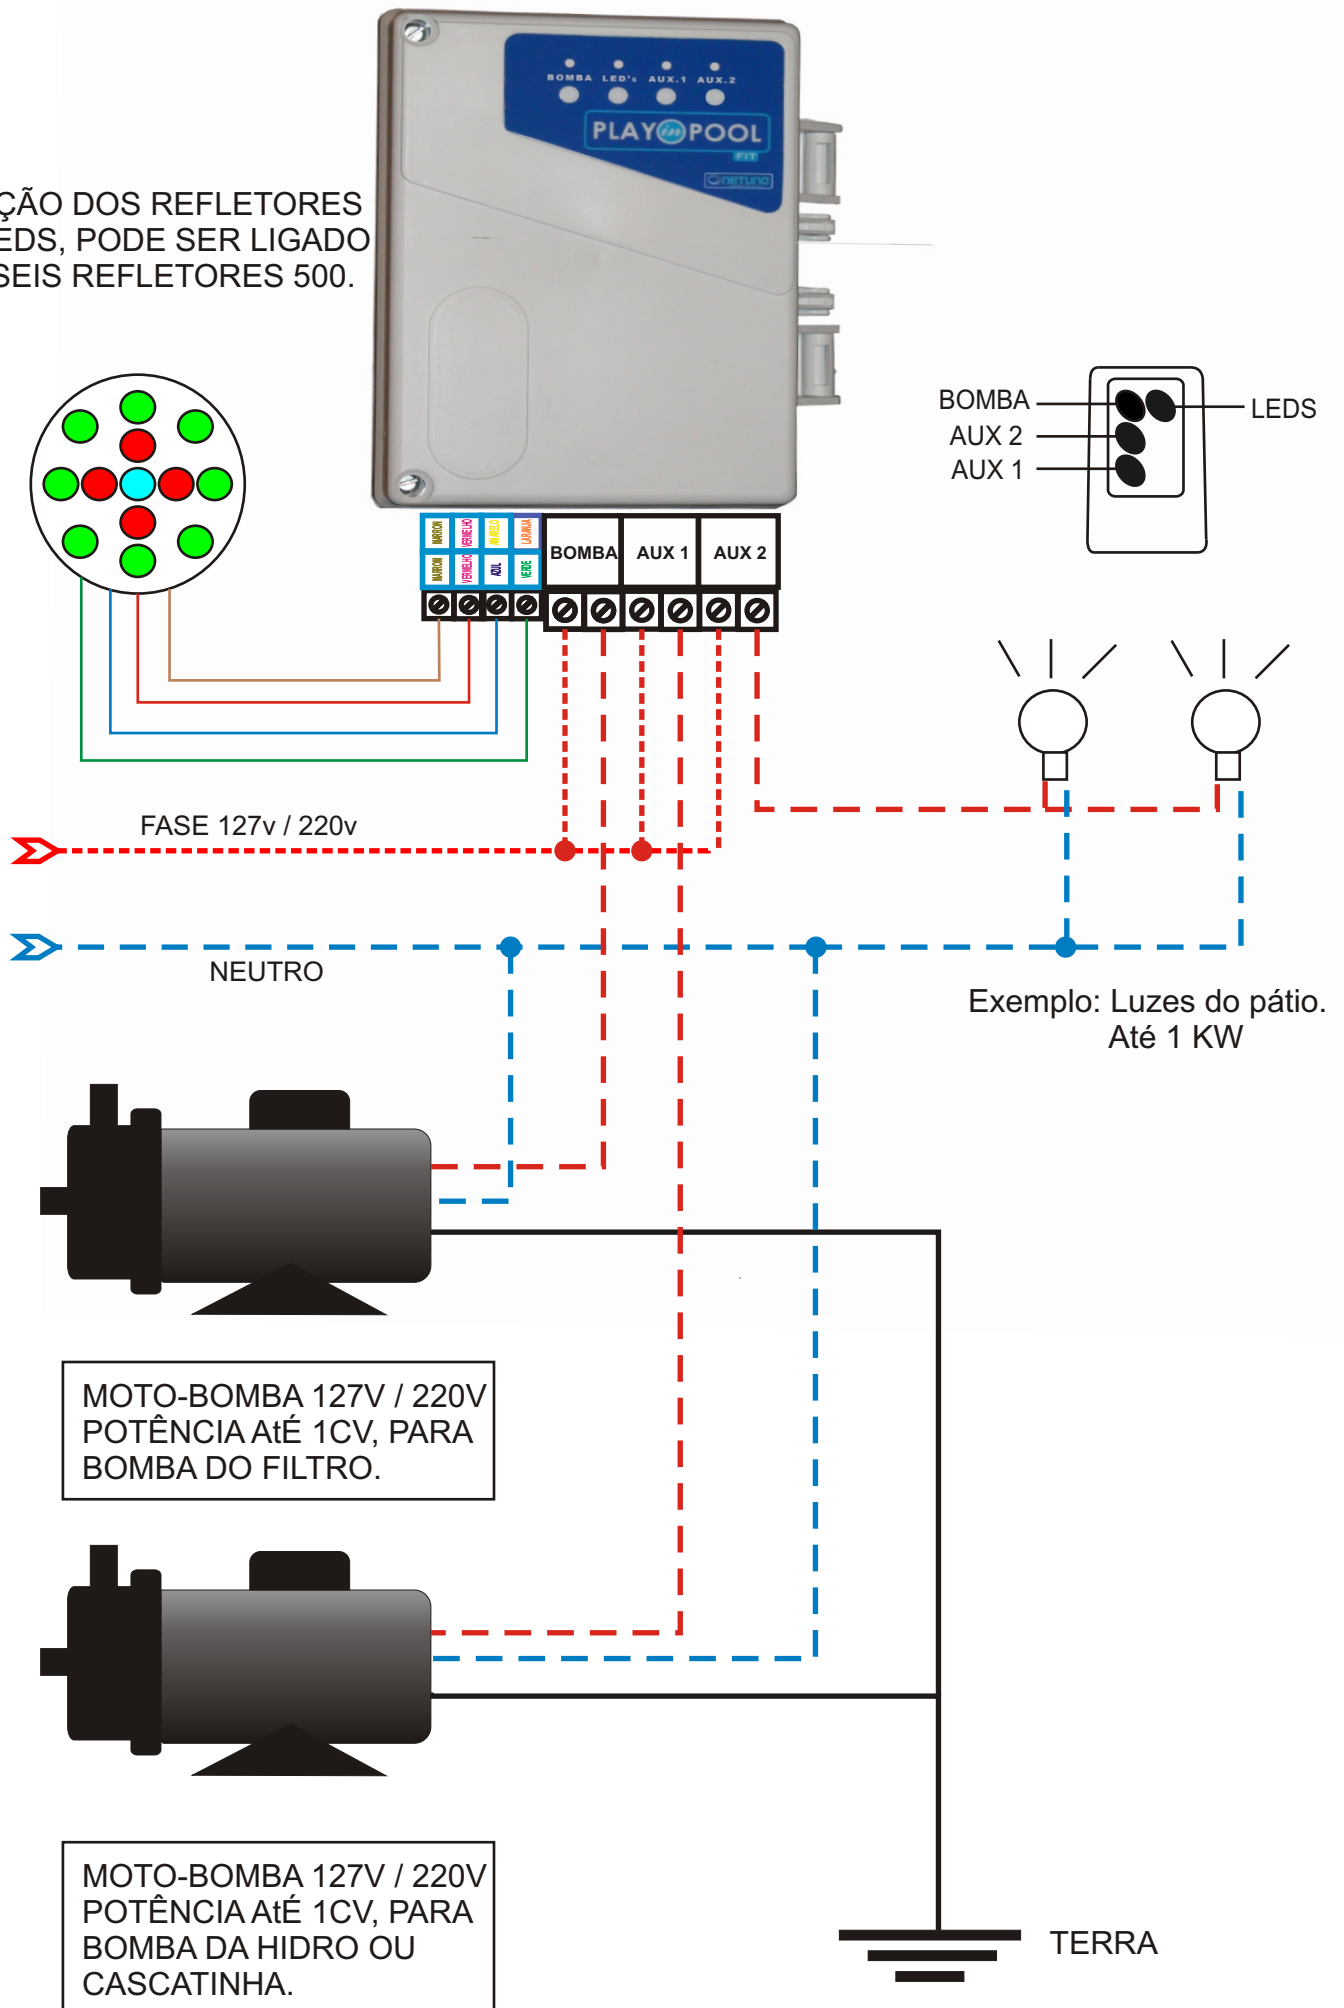 BOMBA LED's AUX.1 AUX.2
PLAY in POOL
FIT
NETUNO
ÇÃO DOS REFLETORES
EDS, PODE SER LIGADO
SEIS REFLETORES 500.
BOMBA
LEDS
AUX 2
AUX 1
MARRON VERMELHO AMARELO LARANJA
MARRON VERMELHO AZUL VERDE
BOMBA AUX 1 AUX 2
FASE 127v / 220v
NEUTRO
Exemplo: Luzes do pátio.
Até 1 KW
MOTO-BOMBA 127V / 220V
POTÊNCIA AtÉ 1CV, PARA
BOMBA DO FILTRO.
MOTO-BOMBA 127V / 220V
POTÊNCIA AtÉ 1CV, PARA
BOMBA DA HIDRO OU
CASCATINHA.
TERRA